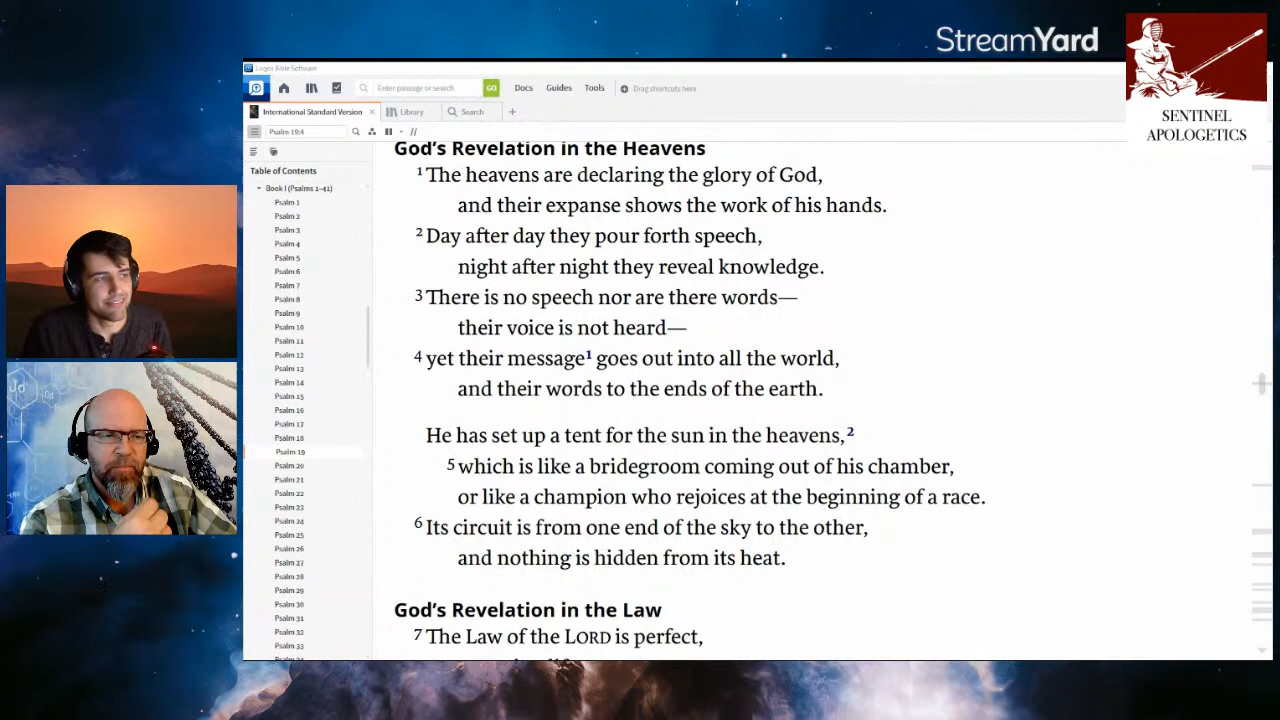 StreamYard
SENTINEL
APOLOGETICS
Logos Bible Software
Enter passage or search
GO
Docs
Guides
Tools
Drag shortcuts here
International Standard Version
Library
Search
Psalm 19:4
Table of Contents
Book I (Psalms 1–41)
Psalm 1
Psalm 2
Psalm 3
Psalm 4
Psalm 5
Psalm 6
Psalm 7
Psalm 8
Psalm 9
Psalm 10
Psalm 11
Psalm 12
Psalm 13
Psalm 14
Psalm 15
Psalm 16
Psalm 17
Psalm 18
Psalm 19
Psalm 20
Psalm 21
Psalm 22
Psalm 23
Psalm 24
Psalm 25
Psalm 26
Psalm 27
Psalm 28
Psalm 29
Psalm 30
Psalm 31
Psalm 32
Psalm 33
God’s Revelation in the Heavens
1 The heavens are declaring the glory of God,
and their expanse shows the work of his hands.
2 Day after day they pour forth speech,
night after night they reveal knowledge.
3 There is no speech nor are there words—
their voice is not heard—
4 yet their message1 goes out into all the world,
and their words to the ends of the earth.
He has set up a tent for the sun in the heavens,2
5 which is like a bridegroom coming out of his chamber,
or like a champion who rejoices at the beginning of a race.
6 Its circuit is from one end of the sky to the other,
and nothing is hidden from its heat.
God’s Revelation in the Law
7 The Law of the LORD is perfect,